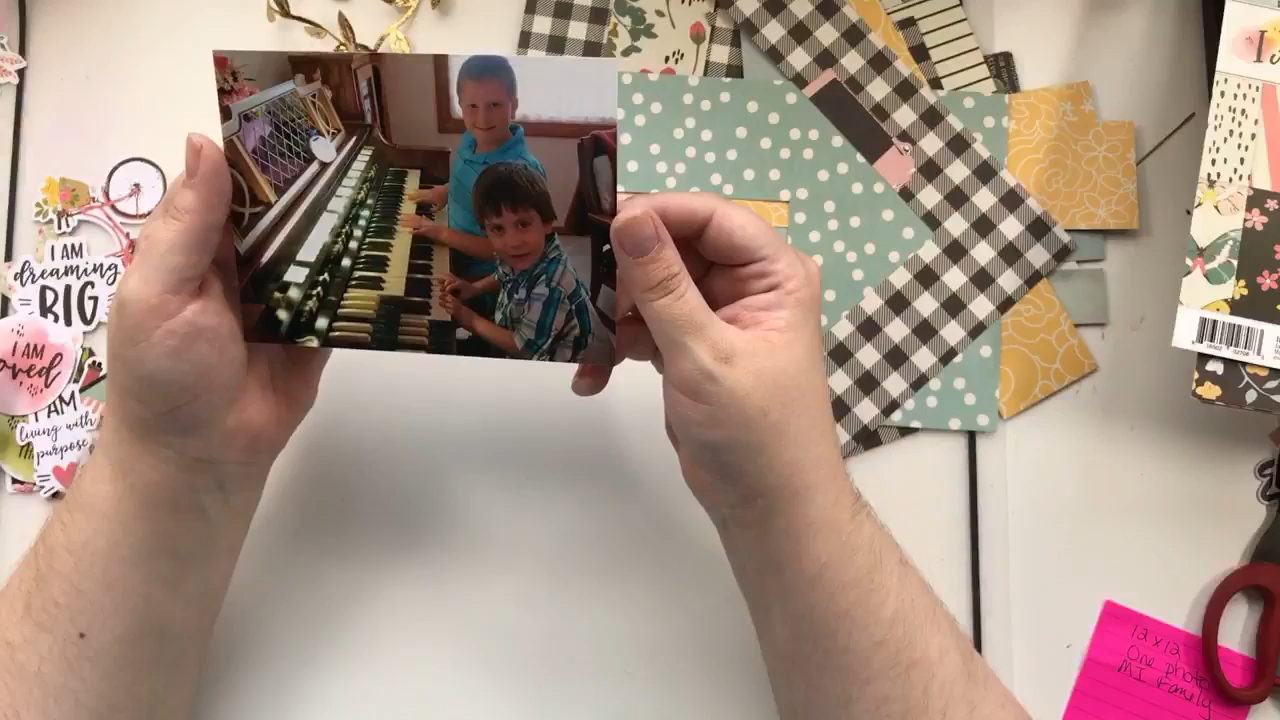 I AM
dreaming
BIG
I AM
loved
I AM
living with
purpose
12x12
One photo
MI Family